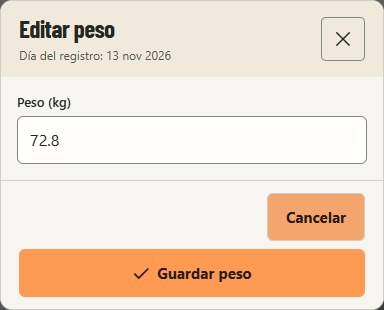 Editar peso
Día del registro: 13 nov 2026
Peso (kg)
72.8
Cancelar
Guardar peso